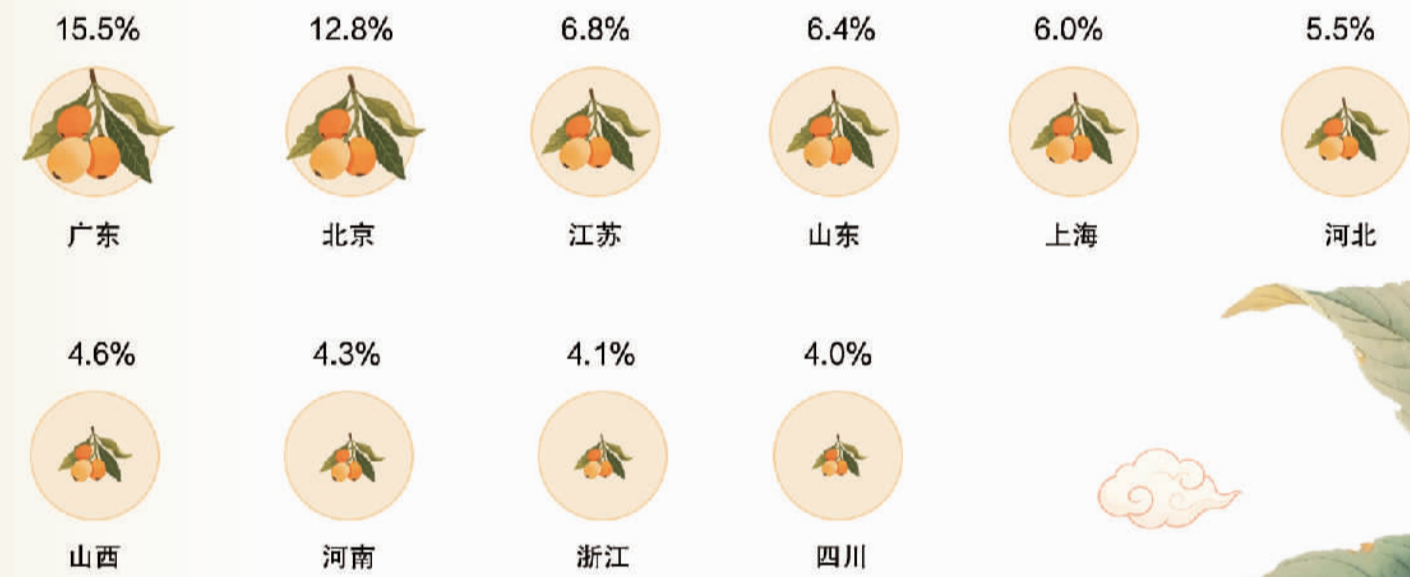 15.5% 12.8% 6.8% 6.4% 6.0% 5.5%
广东 北京 江苏 山东 上海 河北
4.6% 4.3% 4.1% 4.0%
山西 河南 浙江 四川